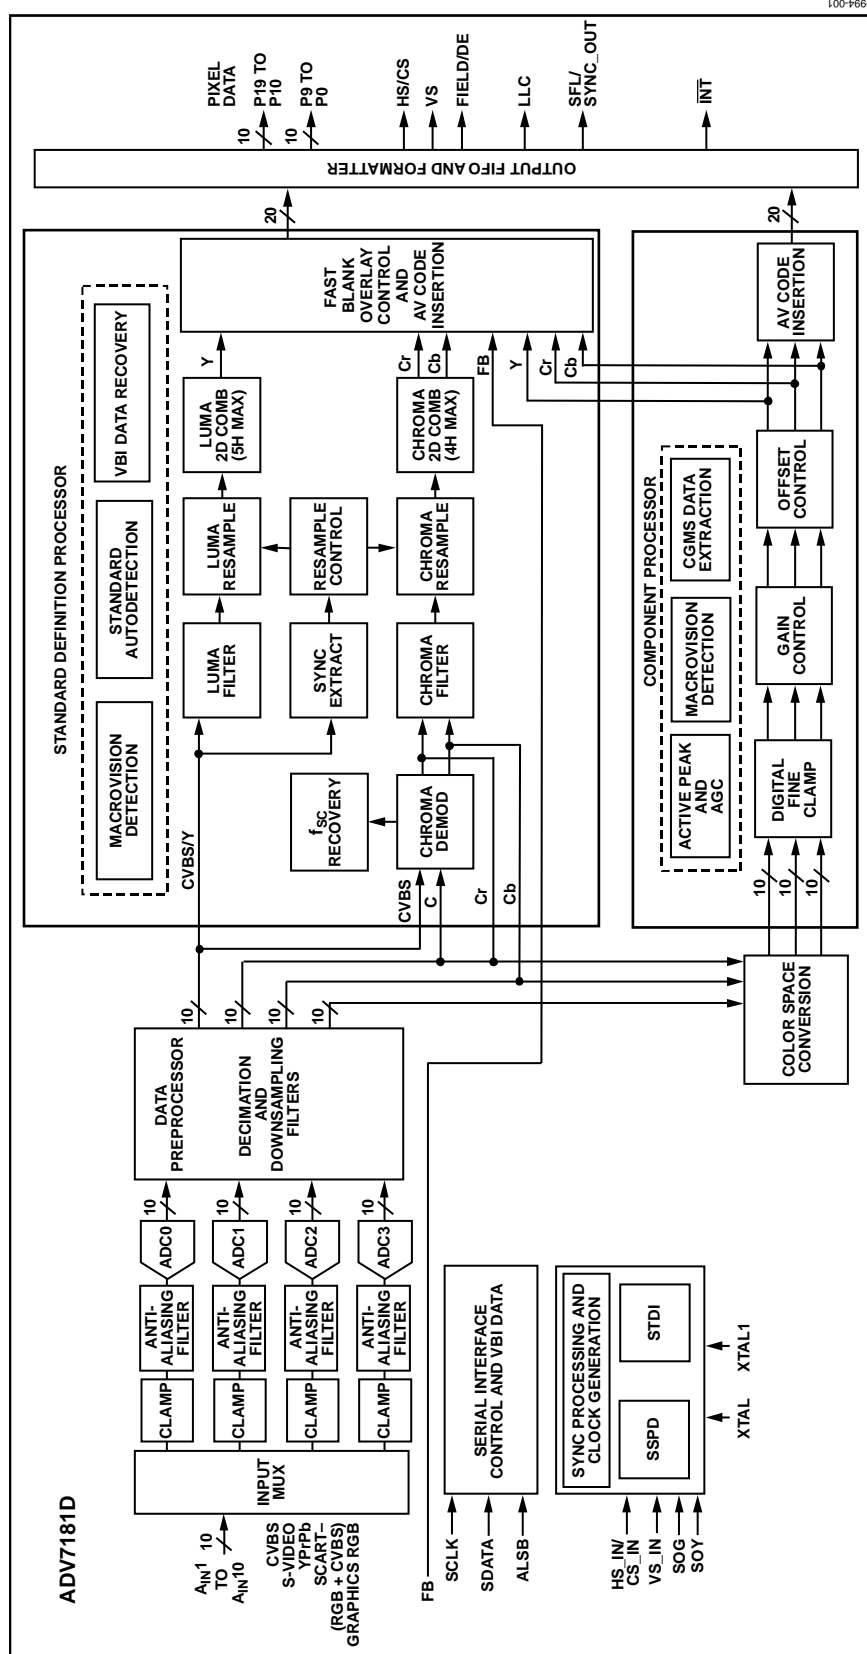 ADV7181D
AIN1
TO
AIN10
10
CVBS
S-VIDEO
YPrPb
SCART–
(RGB + CVBS)
GRAPHICS RGB
INPUT
MUX
CLAMP
ANTI-
ALIASING
FILTER
ADC0
10
CLAMP
ANTI-
ALIASING
FILTER
ADC1
10
CLAMP
ANTI-
ALIASING
FILTER
ADC2
10
CLAMP
ANTI-
ALIASING
FILTER
ADC3
10
DATA
PREPROCESSOR
DECIMATION
AND
DOWNSAMPLING
FILTERS
10
10
10
10
FB
SCLK
SDATA
ALSB
SERIAL INTERFACE
CONTROL AND VBI DATA
HS_IN/
CS_IN
VS_IN
SOG
SOY
SYNC PROCESSING AND
CLOCK GENERATION
SSPD
STDI
XTAL
XTAL1
COLOR SPACE
CONVERSION
STANDARD DEFINITION PROCESSOR
MACROVISION
DETECTION
STANDARD
AUTODETECTION
VBI DATA RECOVERY
CVBS/Y
LUMA
FILTER
LUMA
RESAMPLE
LUMA
2D COMB
(5H MAX)
Y
SYNC
EXTRACT
RESAMPLE
CONTROL
fSC
RECOVERY
CVBS
C
CHROMA
DEMOD
CHROMA
FILTER
CHROMA
RESAMPLE
CHROMA
2D COMB
(4H MAX)
Cr
Cb
Cr
Cb
FB
Y
Cr
Cb
FAST
BLANK
OVERLAY
CONTROL
AND
AV CODE
INSERTION
20
COMPONENT PROCESSOR
ACTIVE PEAK
AND
AGC
MACROVISION
DETECTION
CGMS DATA
EXTRACTION
10
10
10
DIGITAL
FINE
CLAMP
GAIN
CONTROL
OFFSET
CONTROL
AV CODE
INSERTION
20
OUTPUT FIFO AND FORMATTER
PIXEL
DATA
10
P19 TO
P10
10
P9 TO
P0
HS/CS
VS
FIELD/DE
LLC
SFL/
SYNC_OUT
INT